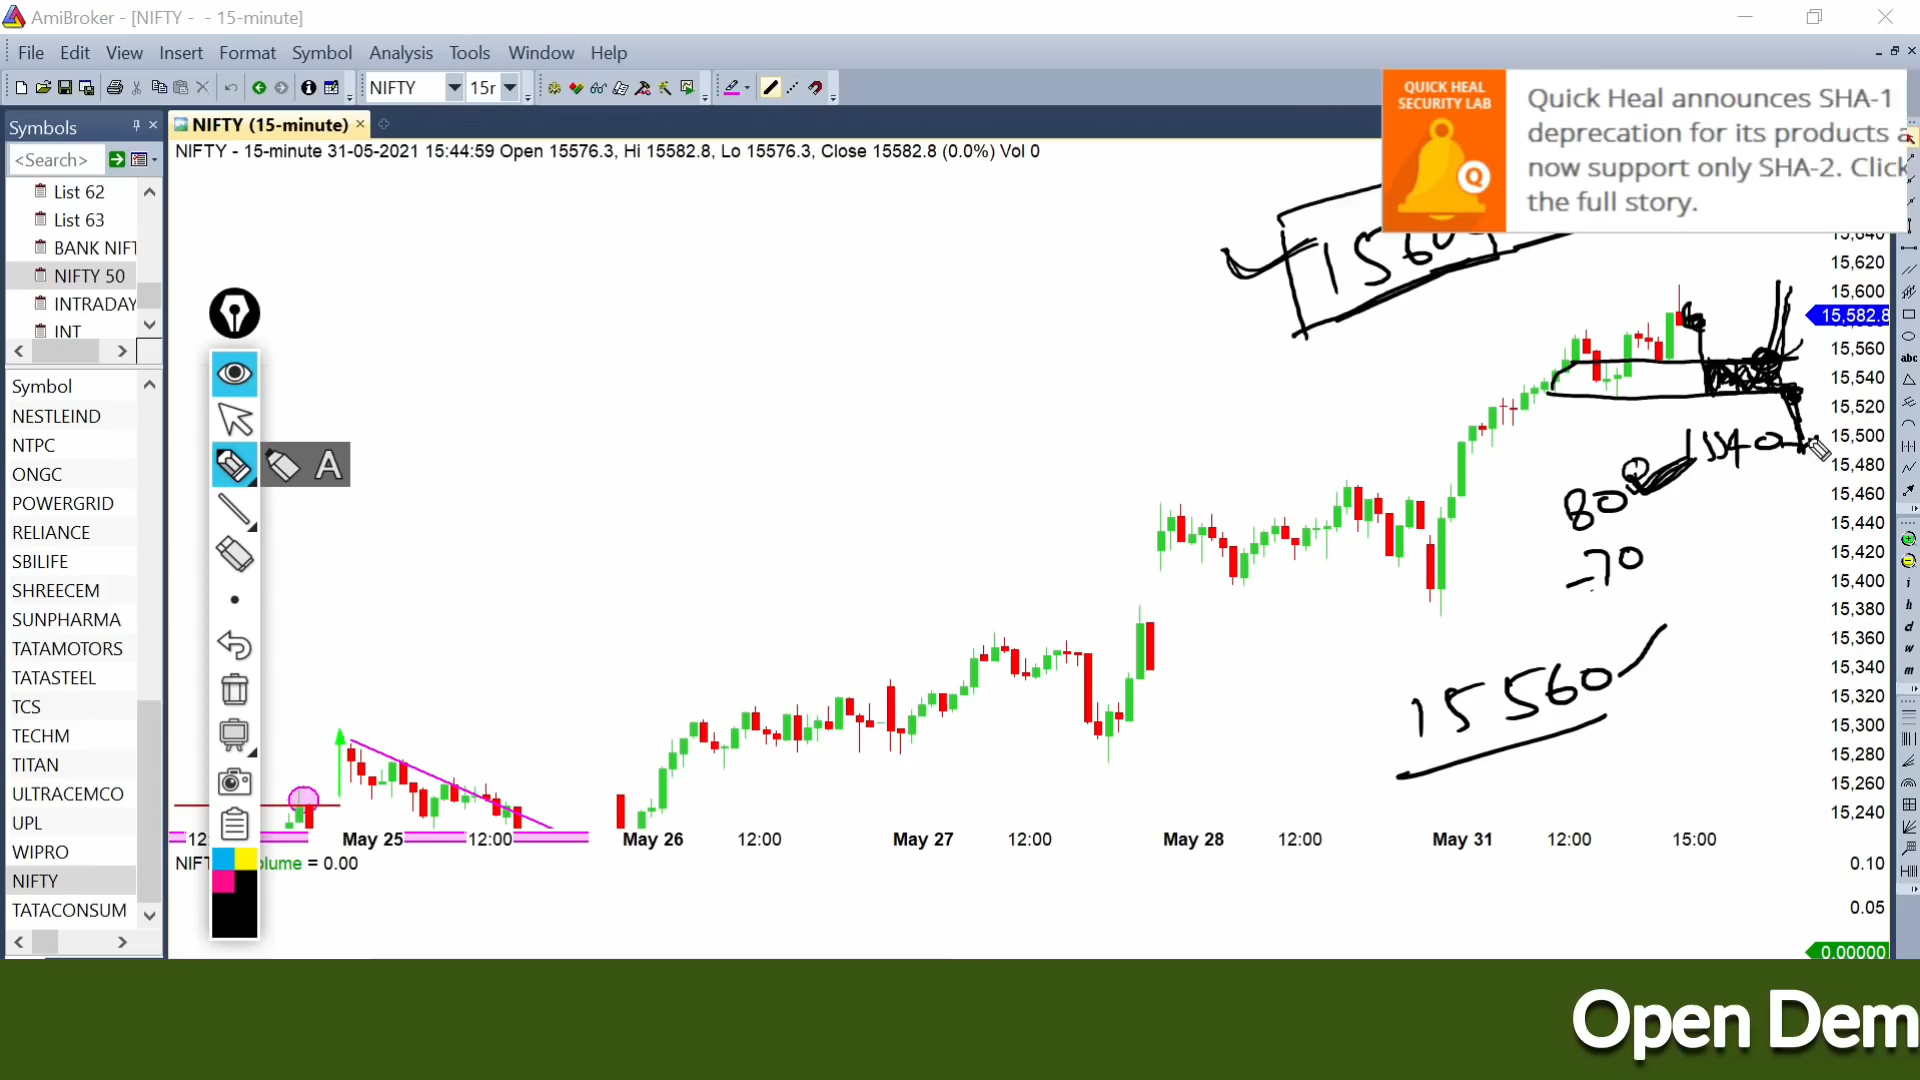 AmiBroker - [NIFTY - - 15-minute]
File Edit View Insert Format Symbol Analysis Tools Window Help
NIFTY 15r
QUICK HEAL
SECURITY LAB
Quick Heal announces SHA-1
deprecation for its products a
now support only SHA-2. Click
the full story.
Symbols
<Search>
List 62
List 63
BANK NIFT
NIFTY 50
INTRADAY
INT
Symbol
NESTLEIND
NTPC
ONGC
POWERGRID
RELIANCE
SBILIFE
SHREECEM
SUNPHARMA
TATAMOTORS
TATASTEEL
TCS
TECHM
TITAN
ULTRACEMCO
UPL
WIPRO
NIFTY
TATACONSUM
NIFTY (15-minute)
NIFTY - 15-minute 31-05-2021 15:44:59 Open 15576.3, Hi 15582.8, Lo 15576.3, Close 15582.8 (0.0%) Vol 0
A
15540
80
-70
15560
15,620
15,600
15,582.8
15,560
15,540
15,520
15,500
15,480
15,460
15,440
15,420
15,400
15,380
15,360
15,340
15,320
15,300
15,280
15,260
15,240
May 25 12:00 May 26 12:00 May 27 12:00 May 28 12:00 May 31 12:00 15:00
olume = 0.00
0.10
0.05
0.00000
abc
i
h
d
w
m
Open Dem